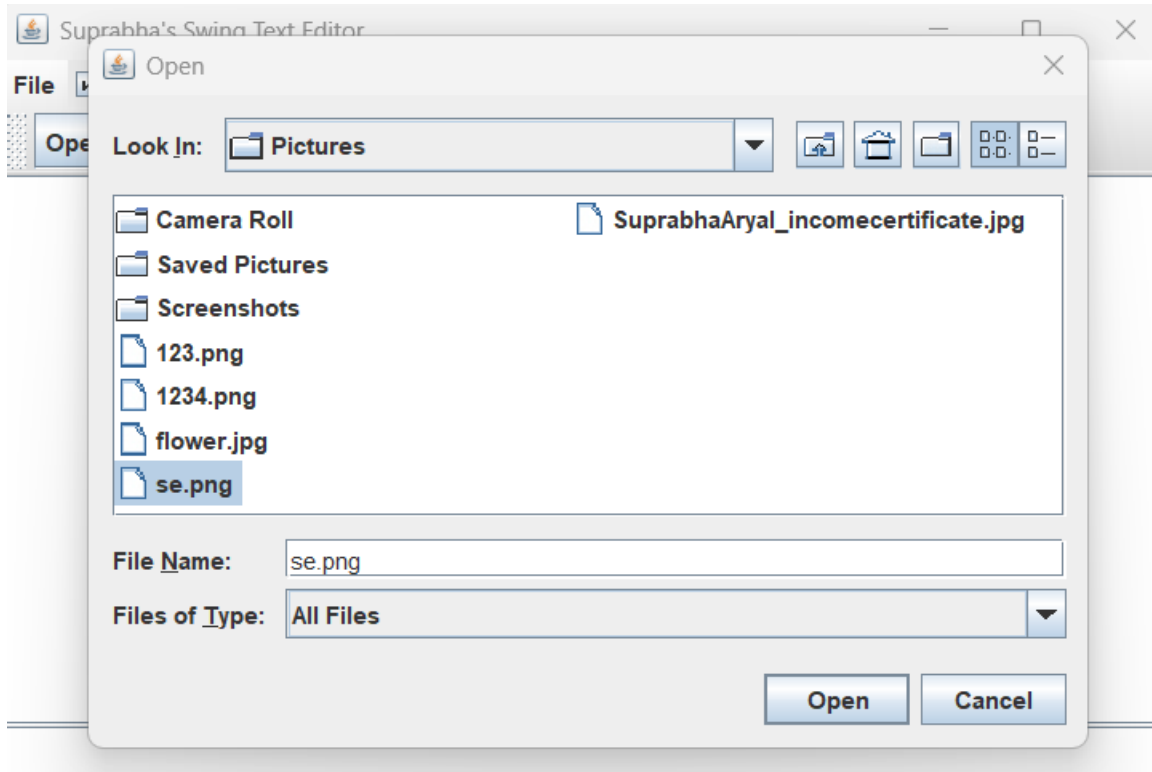 Suprabha's Swing Text Editor
Open
File
Ope
Look In: Pictures
Camera Roll
SuprabhaAryal_incomecertificate.jpg
Saved Pictures
Screenshots
123.png
1234.png
flower.jpg
se.png
File Name: se.png
Files of Type: All Files
Open Cancel